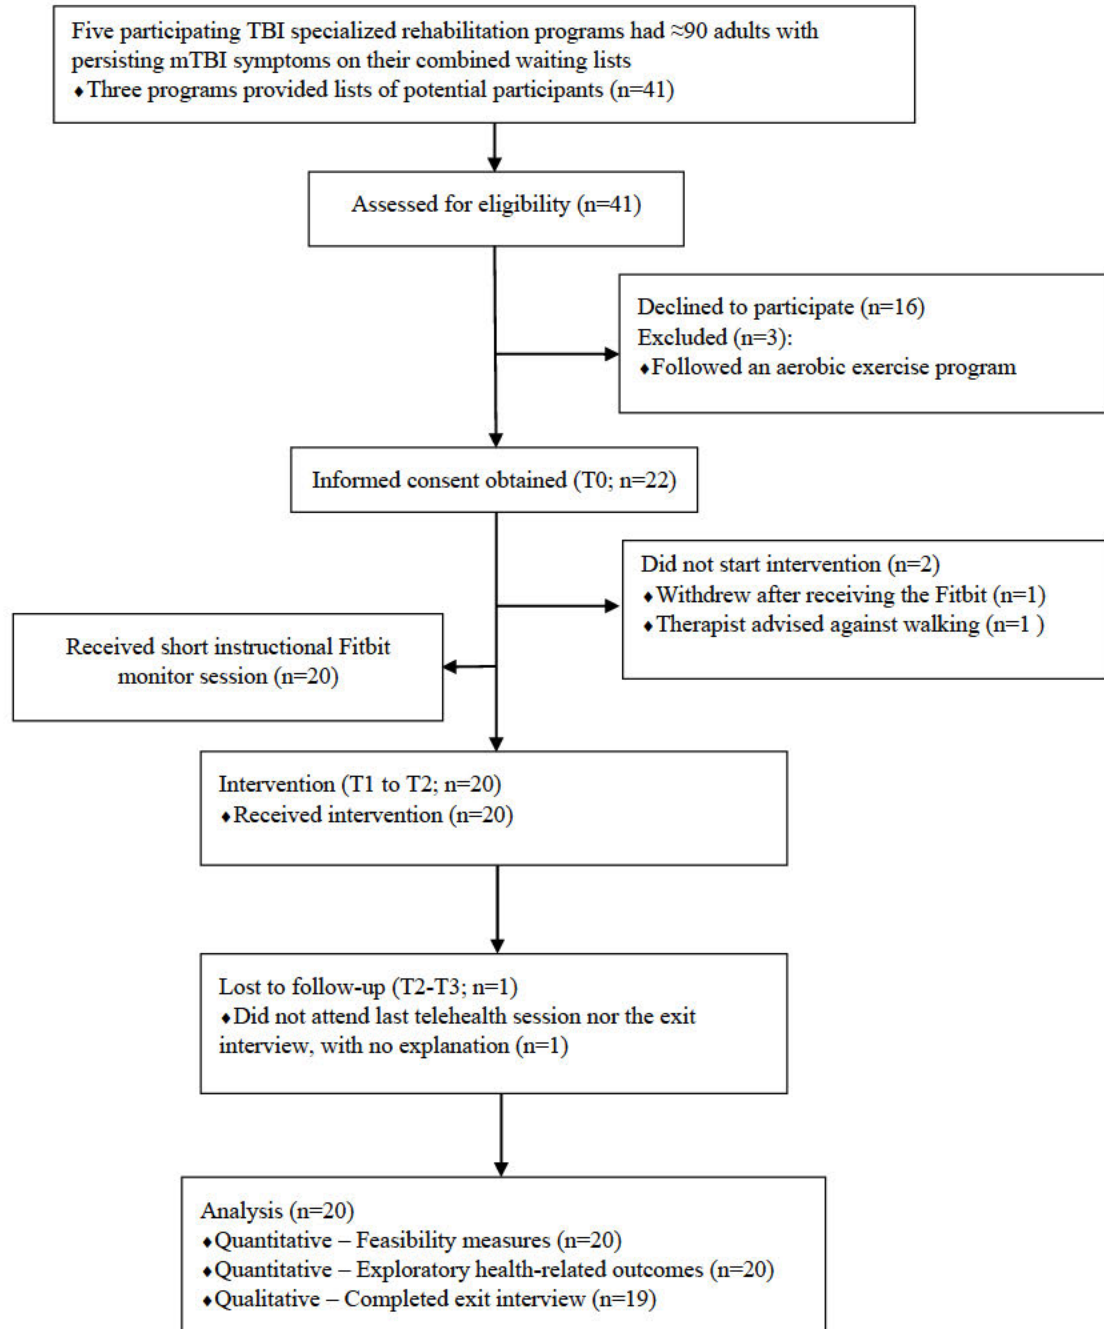 Five participating TBI specialized rehabilitation programs had ≈90 adults with
persisting mTBI symptoms on their combined waiting lists
♦Three programs provided lists of potential participants (n=41)
Assessed for eligibility (n=41)
Declined to participate (n=16)
Excluded (n=3):
♦Followed an aerobic exercise program
Informed consent obtained (T0; n=22)
Did not start intervention (n=2)
♦Withdrew after receiving the Fitbit (n=1)
♦Therapist advised against walking (n=1 )
Received short instructional Fitbit
monitor session (n=20)
Intervention (T1 to T2; n=20)
♦Received intervention (n=20)
Lost to follow-up (T2-T3; n=1)
♦Did not attend last telehealth session nor the exit
interview, with no explanation (n=1)
Analysis (n=20)
♦Quantitative – Feasibility measures (n=20)
♦Quantitative – Exploratory health-related outcomes (n=20)
♦Qualitative – Completed exit interview (n=19)